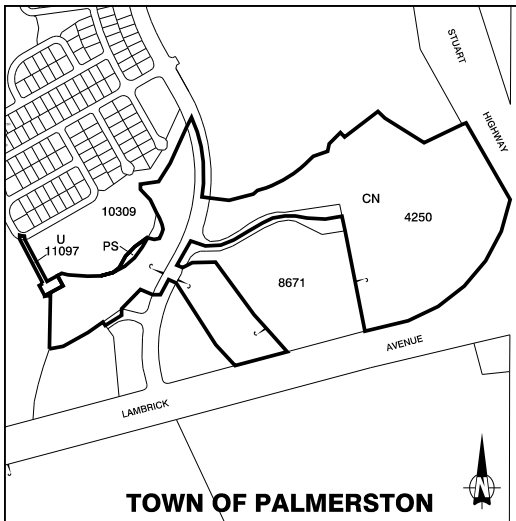 STUART
HIGHWAY
CN
4250
10309
U
11097
PS
8671
AVENUE
LAMBRICK
N
TOWN OF PALMERSTON